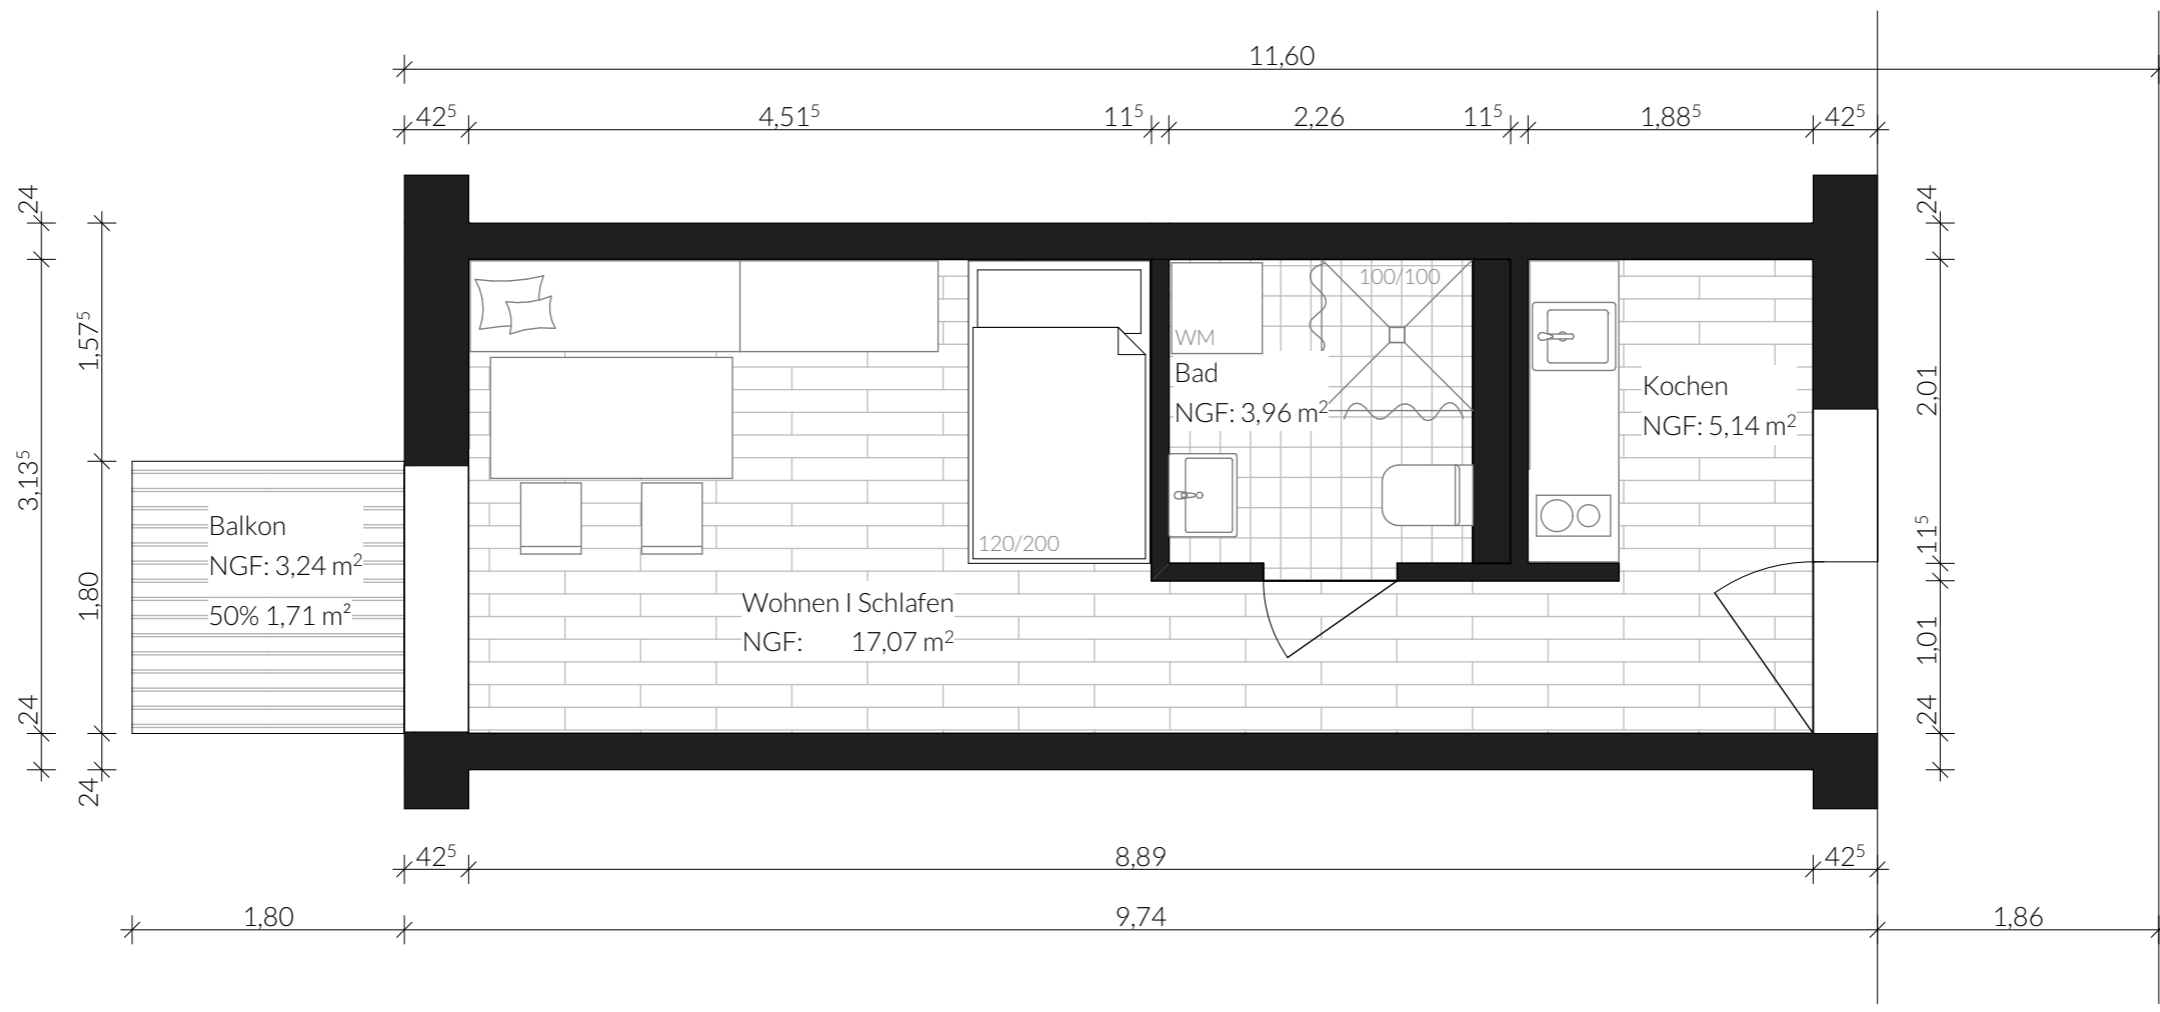 11,60
42⁵
4,51⁵
11⁵
2,26
11⁵
1,88⁵
42⁵
24
3,13⁵
24
1,57⁵
1,80
24
24
2,01
11⁵
1,01
24
100/100
WM
Bad
NGF: 3,96 m²
Kochen
NGF: 5,14 m²
Balkon
NGF: 3,24 m²
50% 1,71 m²
120/200
Wohnen I Schlafen
NGF: 17,07 m²
42⁵
8,89
42⁵
1,80
9,74
1,86